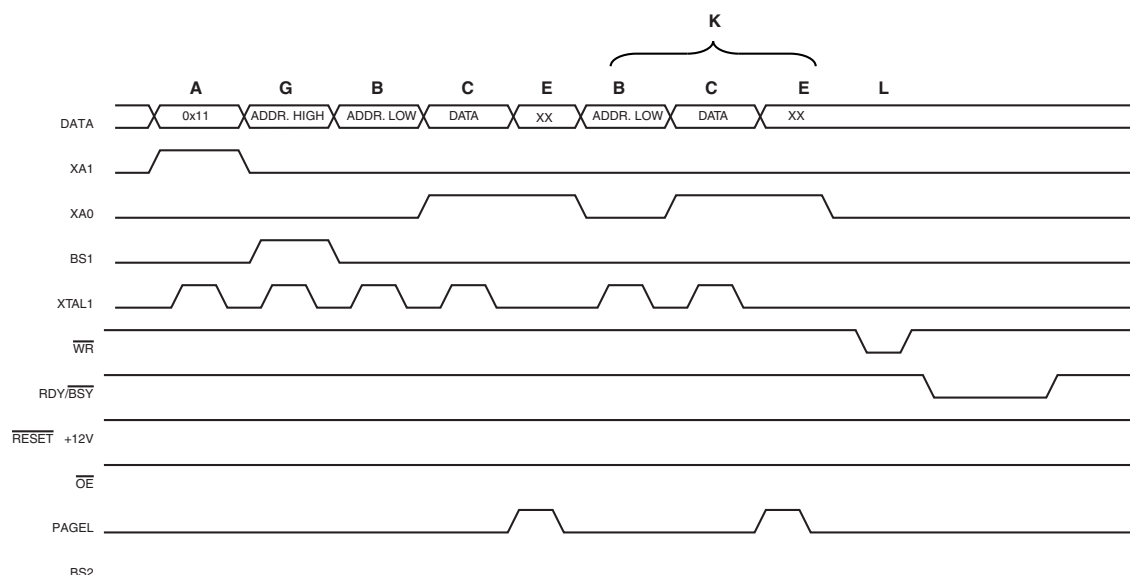 K
A G B C E B C E L
DATA 0x11 ADDR. HIGH ADDR. LOW DATA XX ADDR. LOW DATA XX
XA1
XA0
BS1
XTAL1
WR
RDY/BSY
RESET +12V
OE
PAGEL
BS2